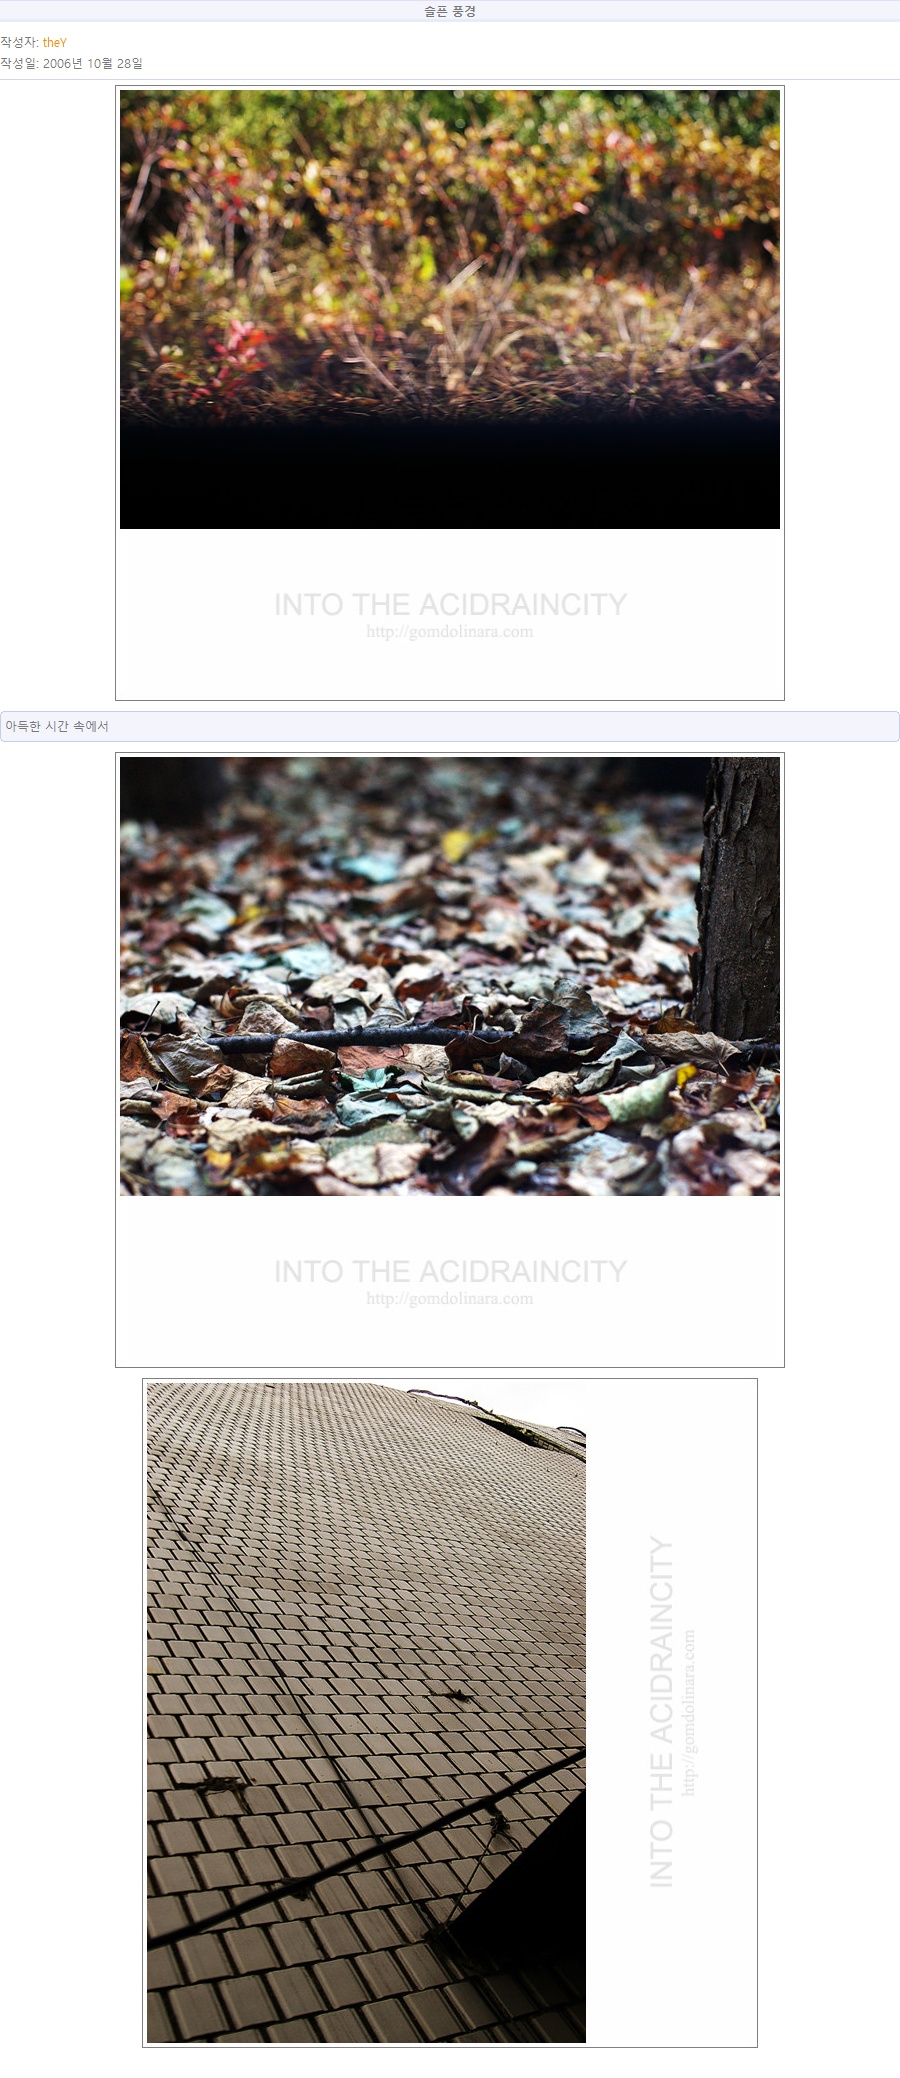 슬픈 풍경
작성자: theY
작성일: 2006년 10월 28일
INTO THE ACIDRAINCITY
http://gomdolinara.com
아득한 시간 속에서
INTO THE ACIDRAINCITY
http://gomdolinara.com
INTO THE ACIDRAINCITY
http://gomdolinara.com